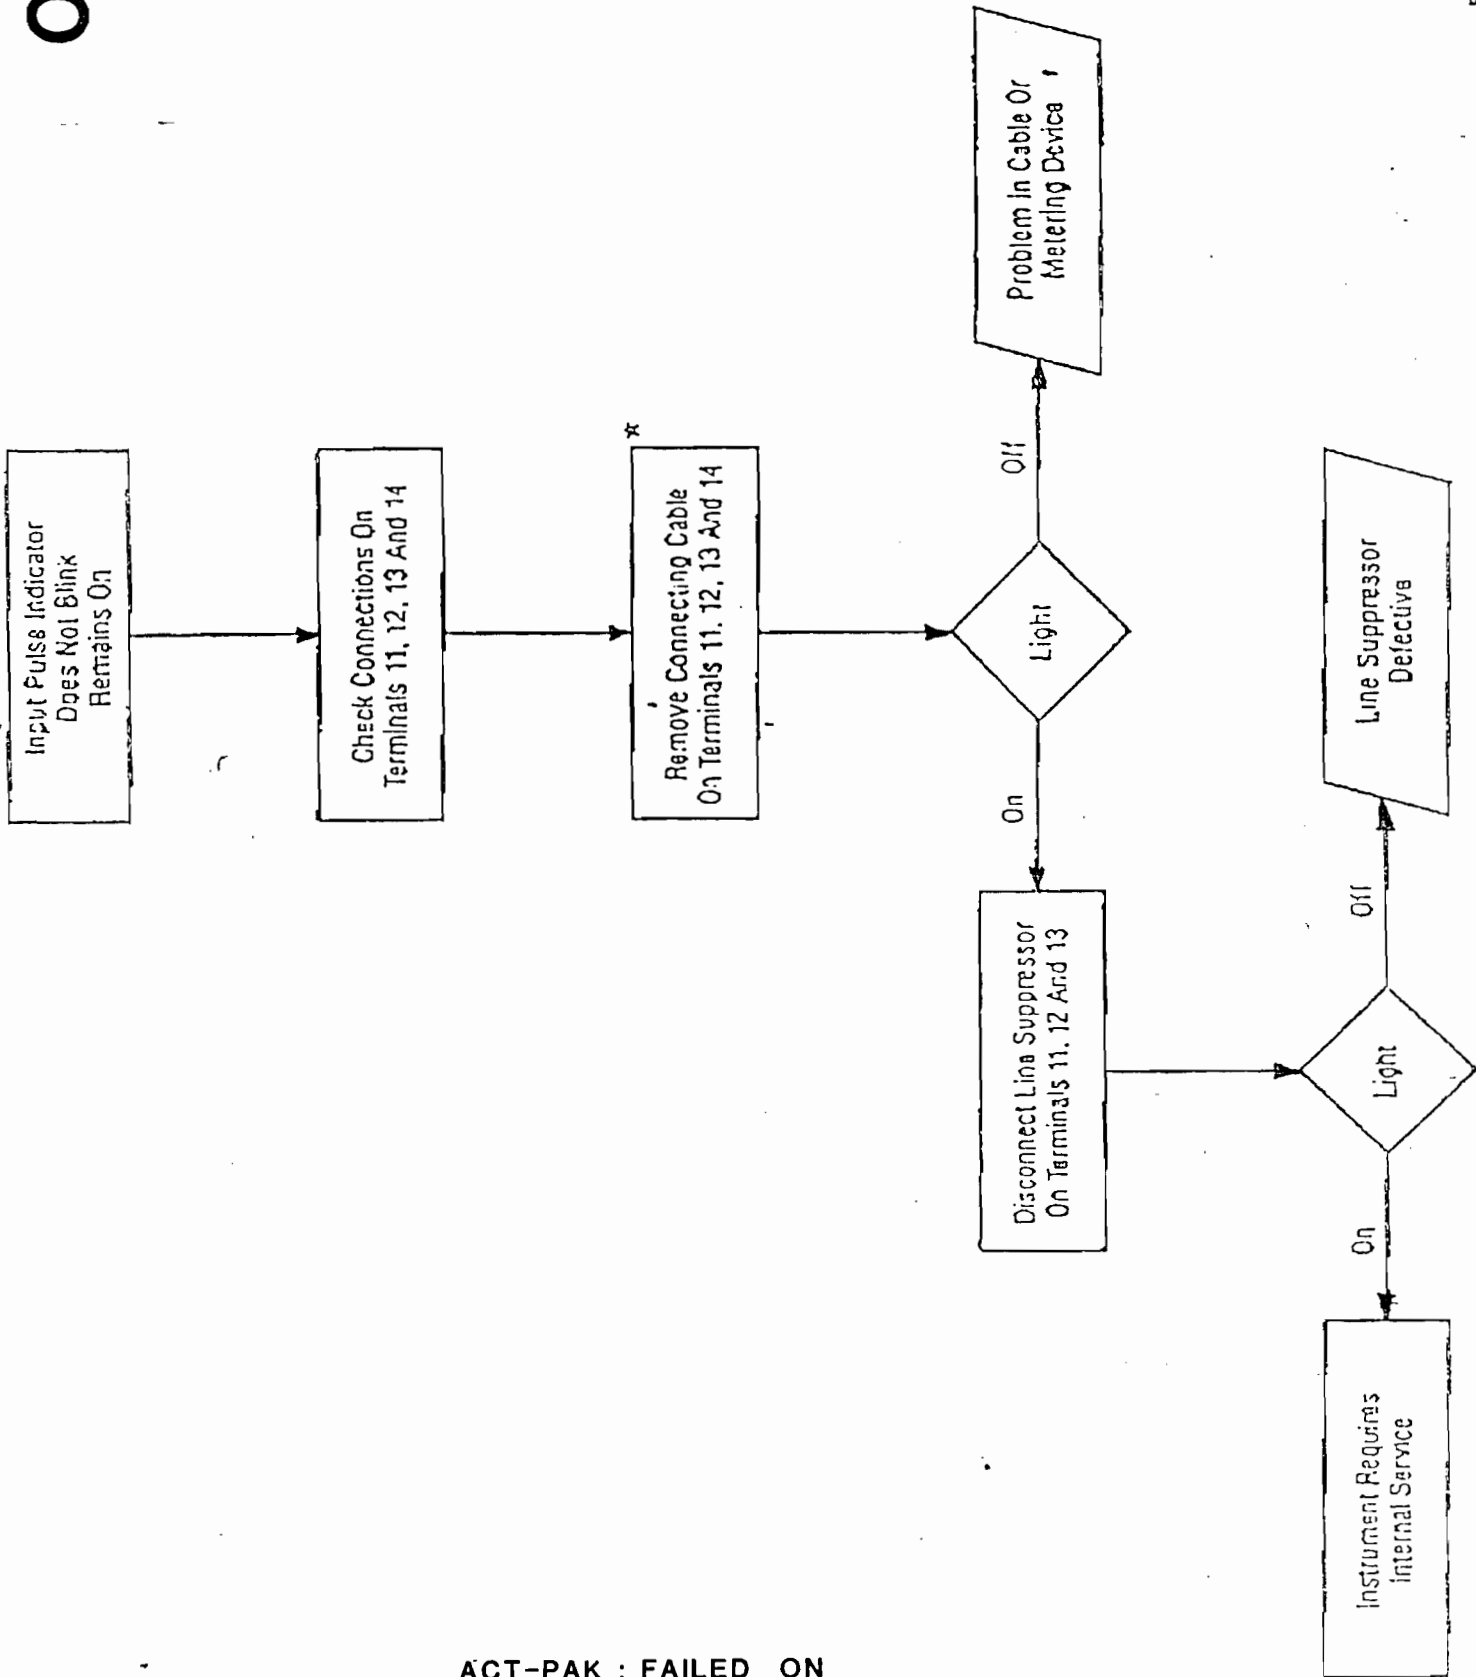 Input Pulse Indicator
Does Not Blink
Remains On
Check Connections On
Terminals 11, 12, 13 And 14
*
Remove Connecting Cable
On Terminals 11, 12, 13 And 14
Light
Off
Problem In Cable Or
Metering Device
On
Disconnect Line Suppressor
On Terminals 11, 12 And 13
Light
Off
Line Suppressor
Defective
On
Instrument Requires
Internal Service
ACT-PAK : FAILED ON